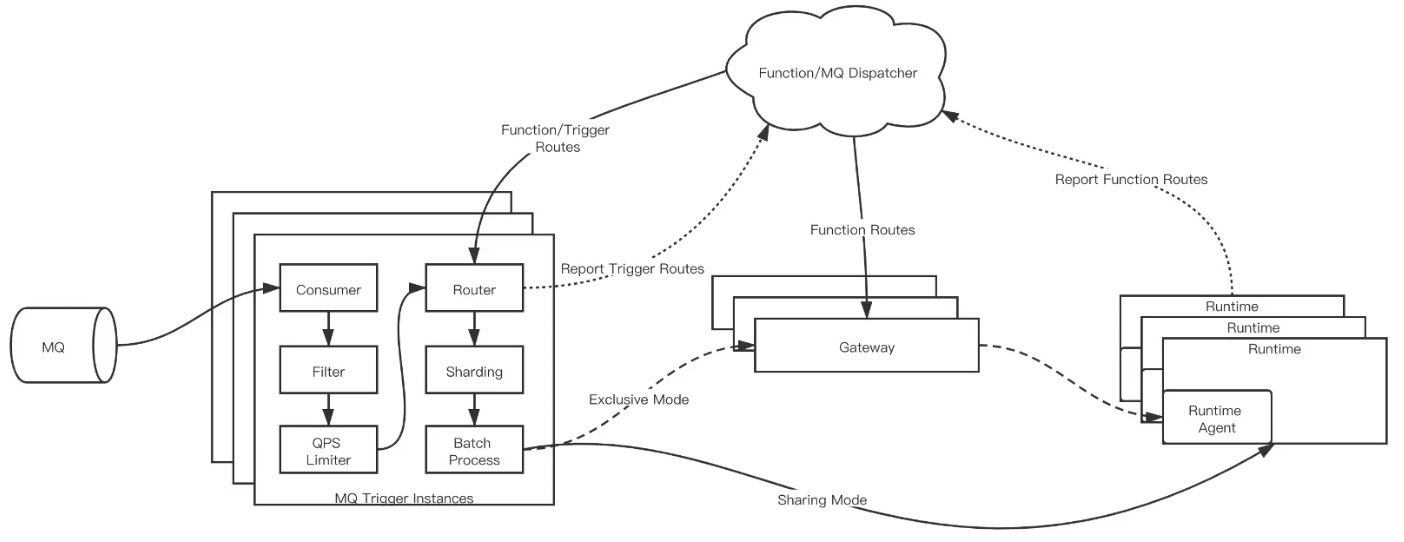 Function/MQ Dispatcher
Function/Trigger
Routes
Report Function Routes
Function Routes
Report Trigger Routes
MQ
Consumer
Router
Filter
Sharding
QPS
Limiter
Batch
Process
MQ Trigger Instances
Gateway
Exclusive Mode
Sharing Mode
Runtime
Runtime
Runtime
Runtime
Agent